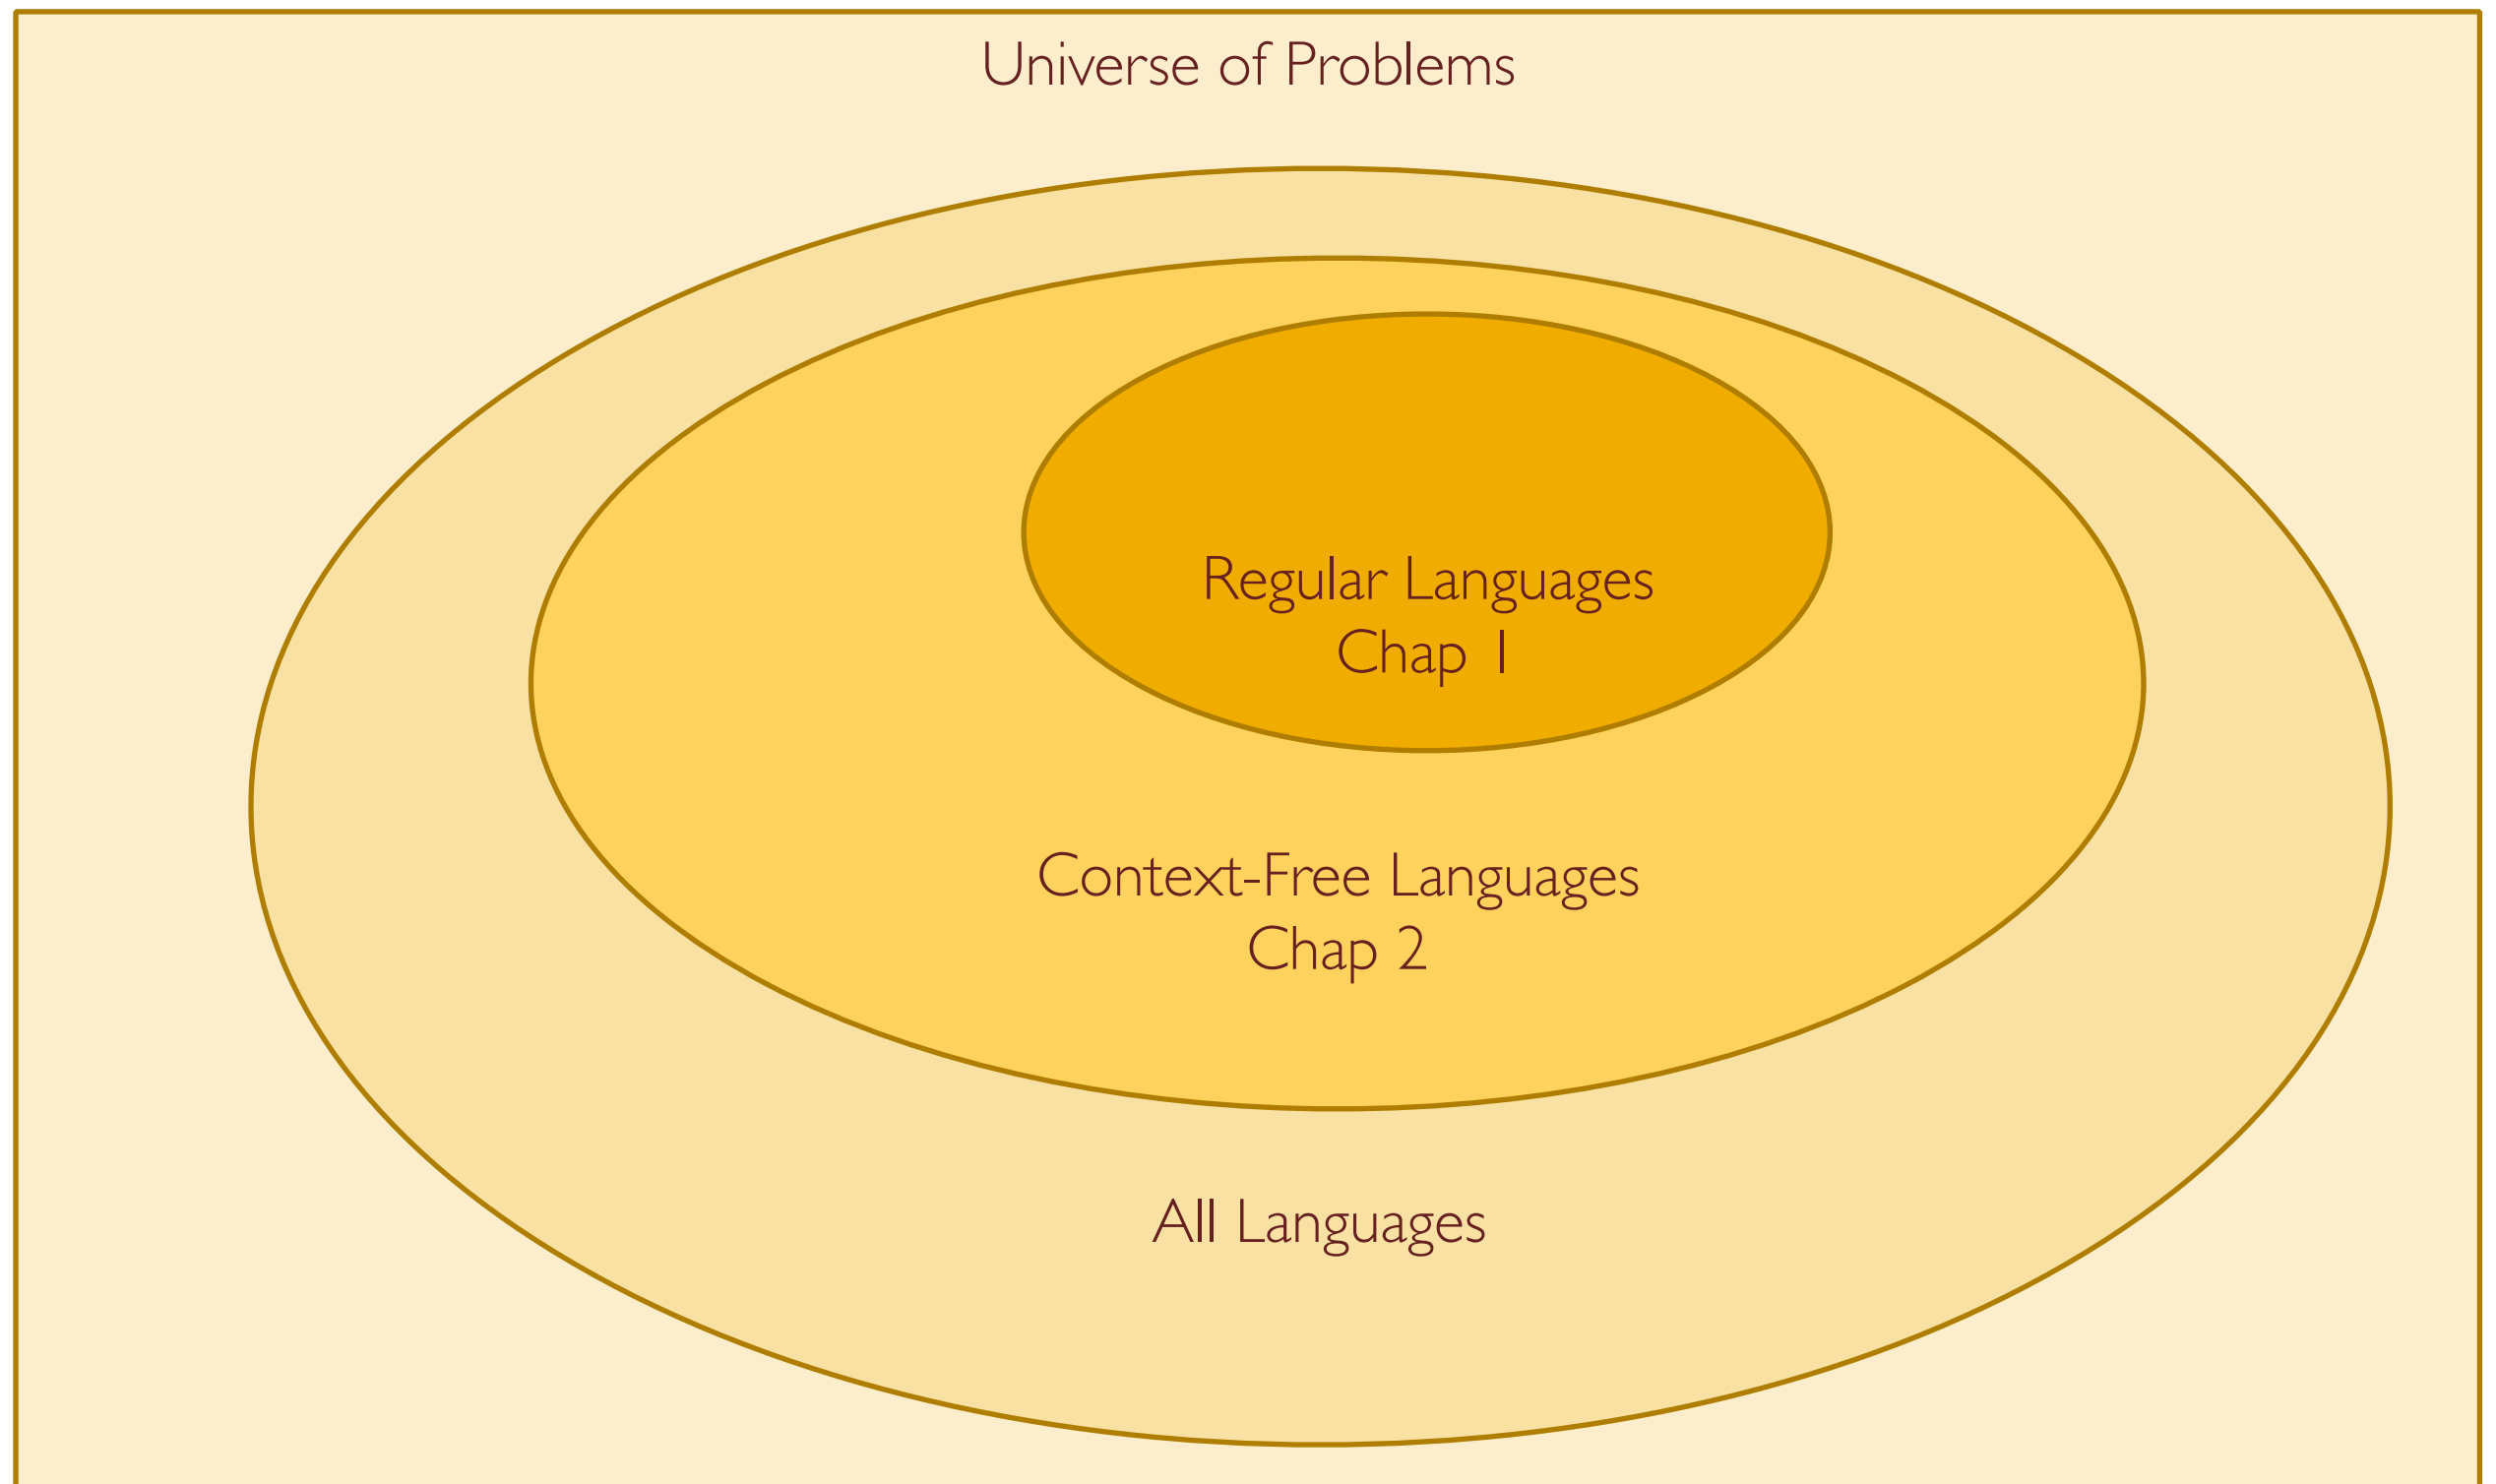 Universe of Problems
Regular Languages
Chap 1
Context-Free Languages
Chap 2
All Languages